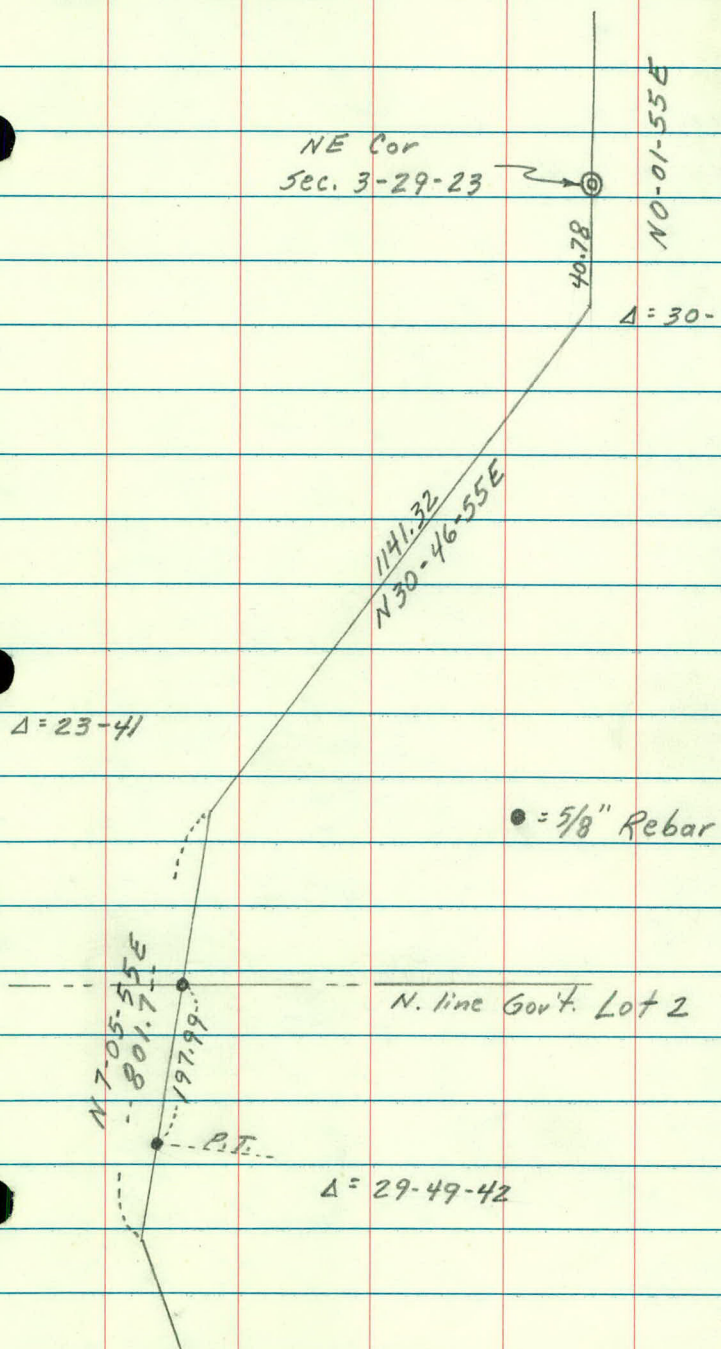 N0-01-55E
NE Cor
Sec. 3-29-23
40.78
Δ = 30-
1141.32
N30-46-55E
Δ = 23-41
● = 5/8" Rebar
N 7-05-55E
801.7
197.99
N. line Gov't. Lot 2
P.T.
Δ = 29-49-42